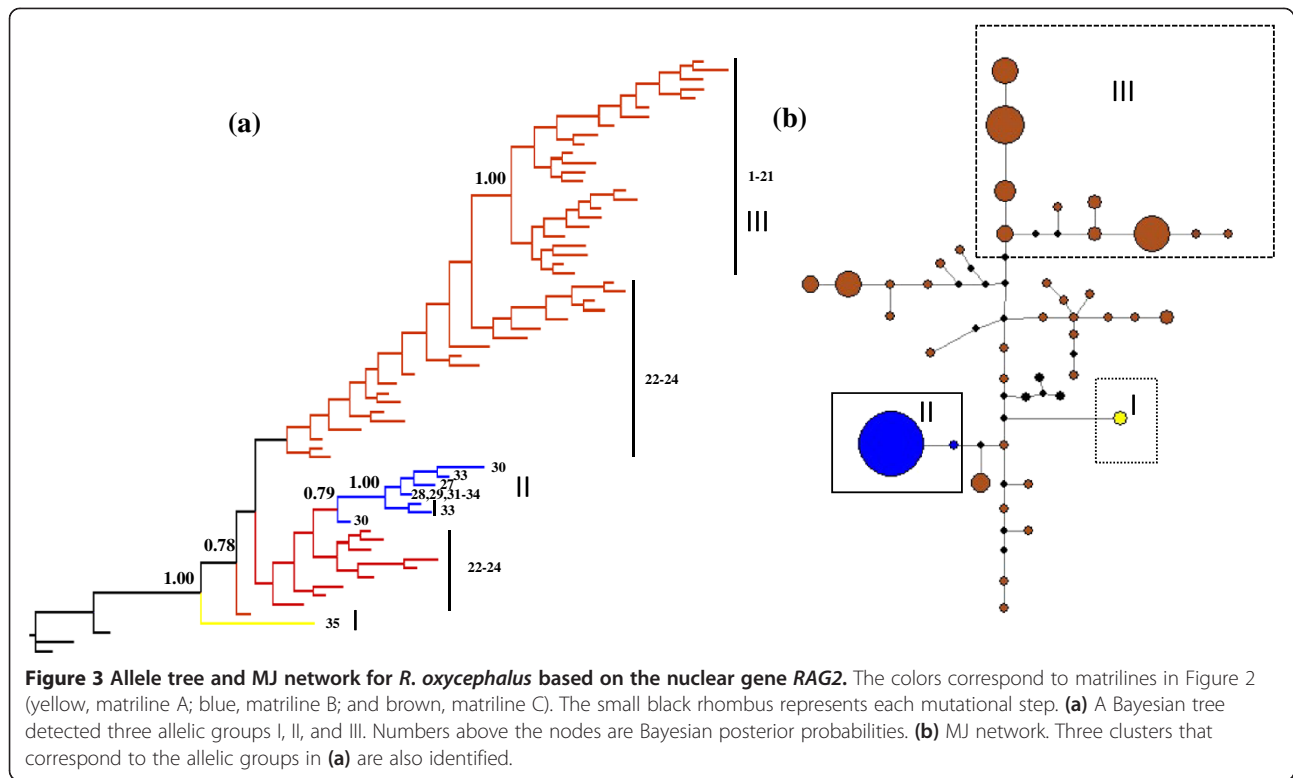 (a)
(b)
III
1.00
1-21
III
22-24
II
I
30
33
1.00
27
II
0.79
28,29,31-34
33
30
0.78
22-24
1.00
35
I
Figure 3 Allele tree and MJ network for R. oxycephalus based on the nuclear gene RAG2. The colors correspond to matrilines in Figure 2
(yellow, matriline A; blue, matriline B; and brown, matriline C). The small black rhombus represents each mutational step. (a) A Bayesian tree
detected three allelic groups I, II, and III. Numbers above the nodes are Bayesian posterior probabilities. (b) MJ network. Three clusters that
correspond to the allelic groups in (a) are also identified.